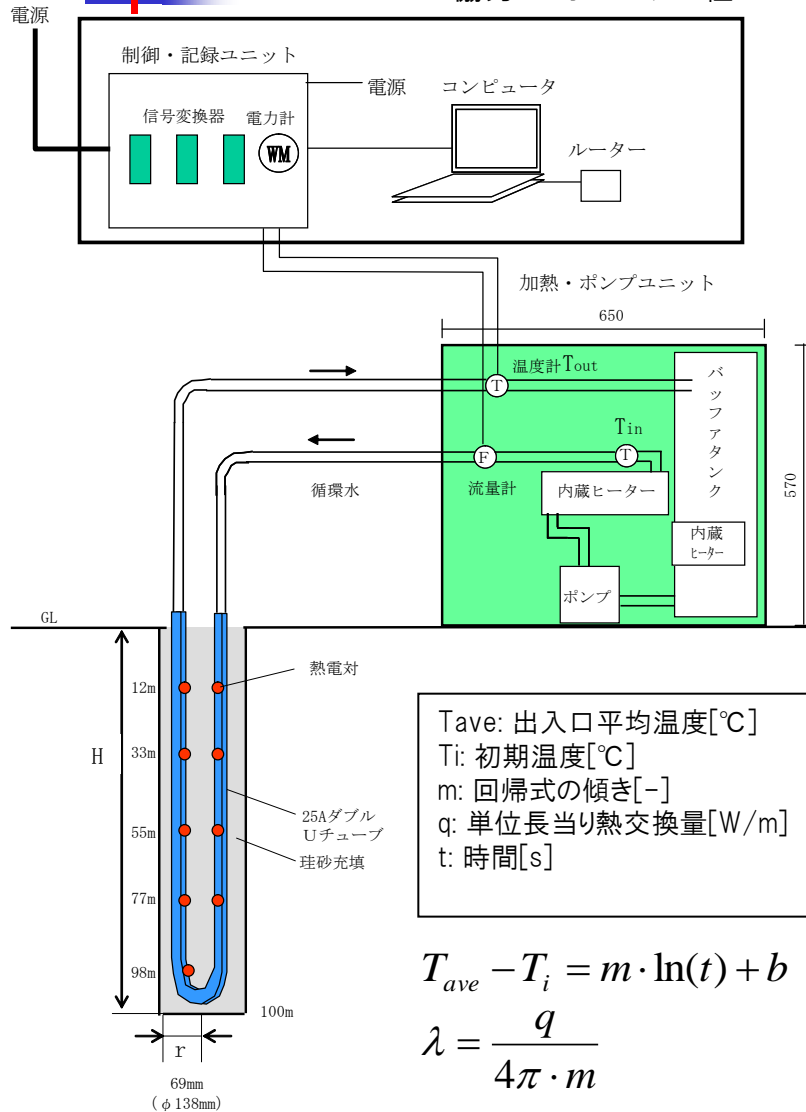 電源
制御・記録ユニット
電源
コンピュータ
信号変換器
電力計
WM
ルーター
加熱・ポンプユニット
650
温度計Tout
T
バッファタンク
Tin
F
T
循環水
流量計
内蔵ヒーター
570
内蔵
ヒーター
ポンプ
GL
熱電対
12m
H
33m
25Aダブル
Uチューブ
55m
珪砂充填
77m
98m
100m
r
69mm
(φ138mm)
Tave: 出入口平均温度[℃]
Ti: 初期温度[℃]
m: 回帰式の傾き[-]
q: 単位長当り熱交換量[W/m]
t: 時間[s]
T_ave − T_i = m · ln(t) + b
λ = q / 4π · m